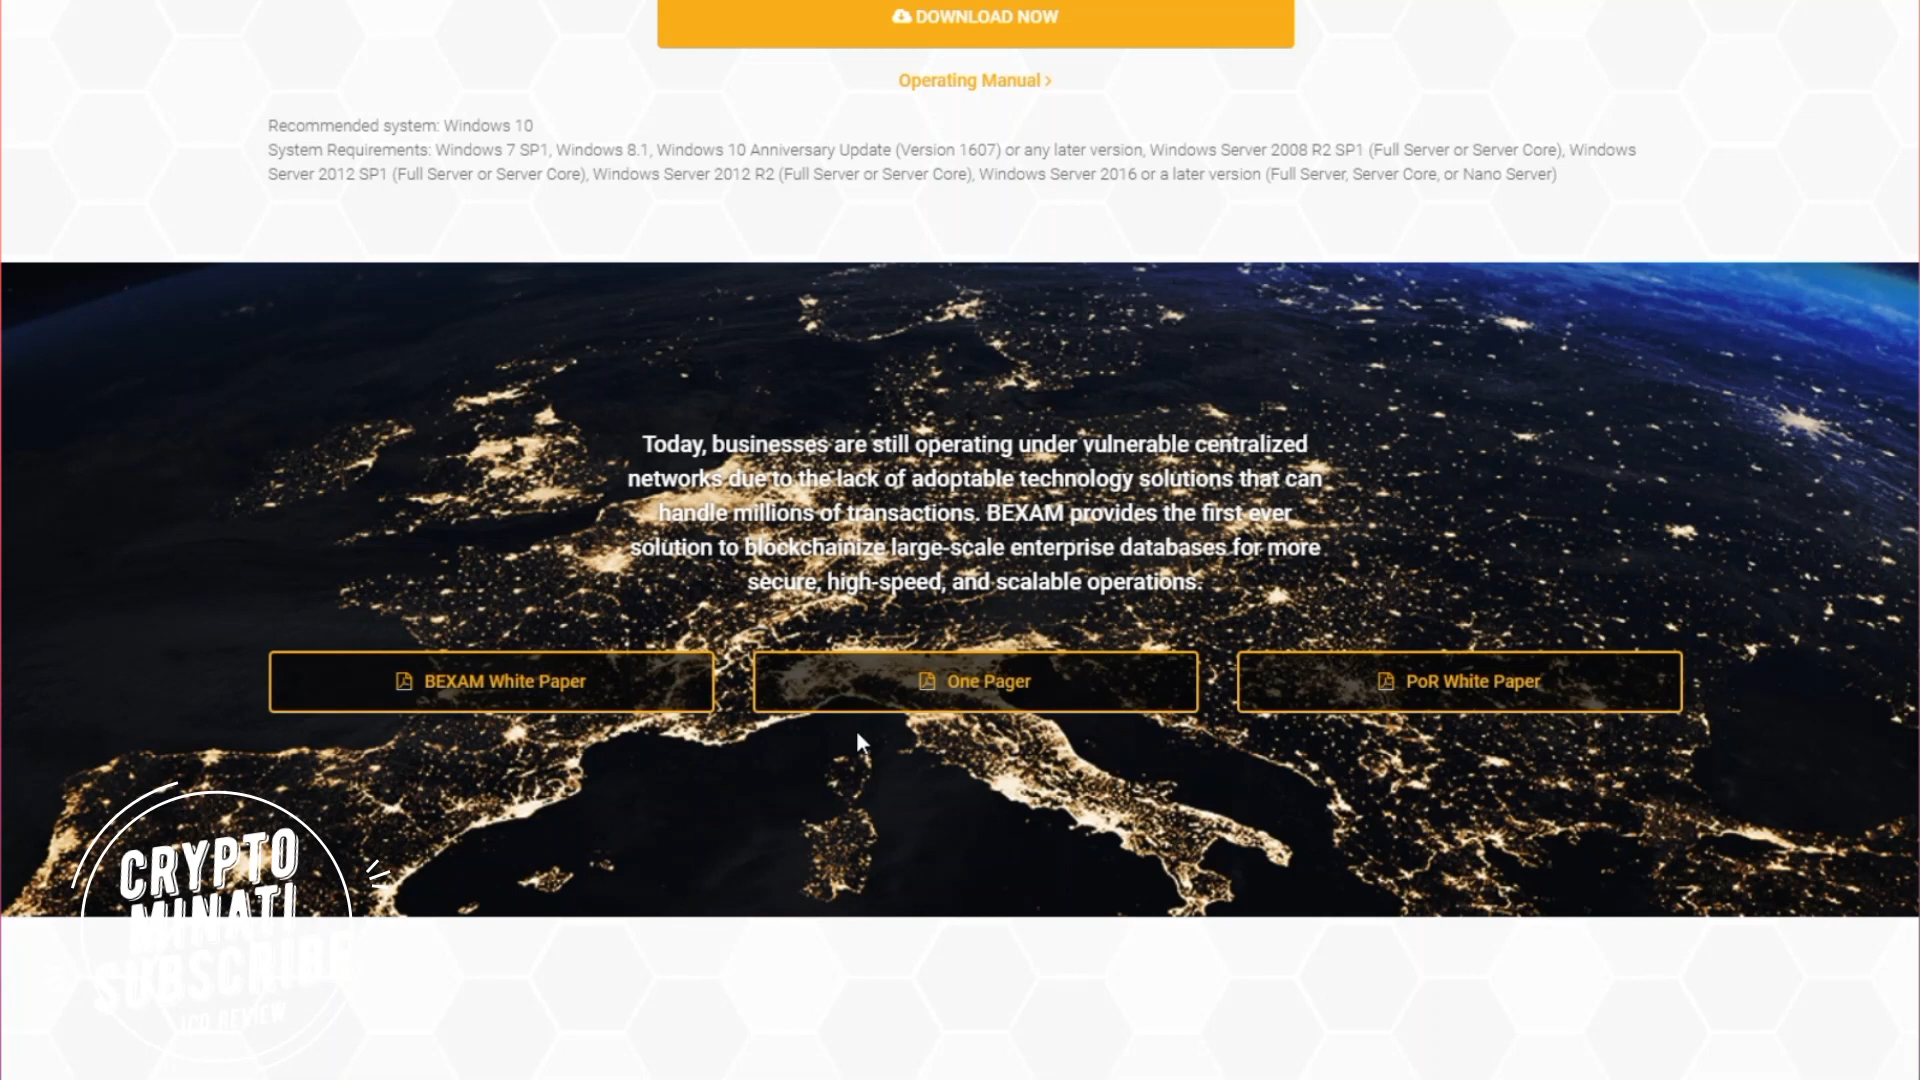 DOWNLOAD NOW
Operating Manual >
Recommended system: Windows 10
System Requirements: Windows 7 SP1, Windows 8.1, Windows 10 Anniversary Update (Version 1607) or any later version, Windows Server 2008 R2 SP1 (Full Server or Server Core), Windows
Server 2012 SP1 (Full Server or Server Core), Windows Server 2012 R2 (Full Server or Server Core), Windows Server 2016 or a later version (Full Server, Server Core, or Nano Server)
Today, businesses are still operating under vulnerable centralized
networks due to the lack of adoptable technology solutions that can
handle millions of transactions. BEXAM provides the first ever
solution to blockchainize large-scale enterprise databases for more
secure, high-speed, and scalable operations.
BEXAM White Paper
One Pager
PoR White Paper
CRYPTO
MINATI
SUBSCRIBE
ICO REVIEW